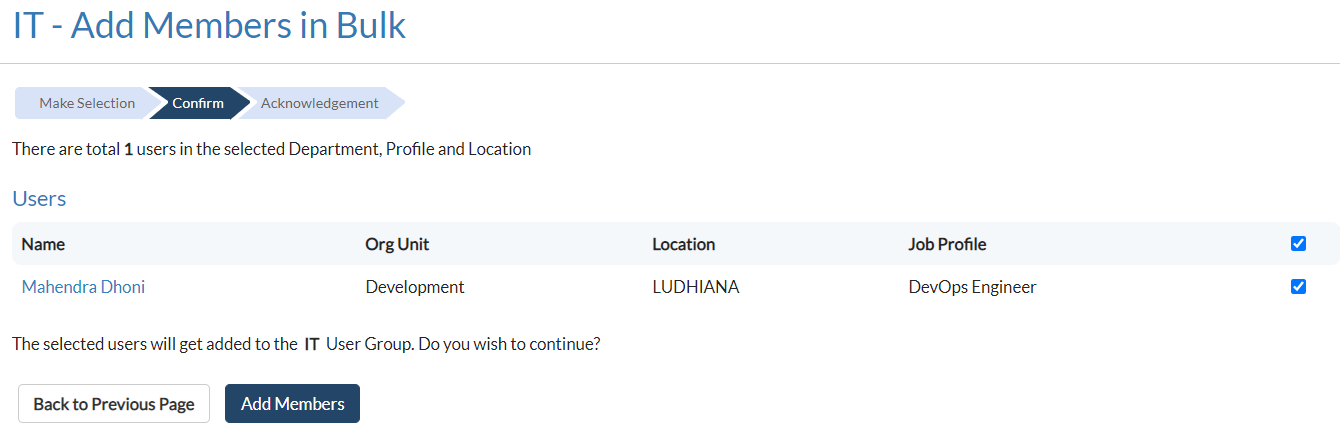 IT - Add Members in Bulk
Make Selection Confirm Acknowledgement
There are total 1 users in the selected Department, Profile and Location
Users
Name Org Unit Location Job Profile
Mahendra Dhoni Development LUDHIANA DevOps Engineer
The selected users will get added to the IT User Group. Do you wish to continue?
Back to Previous Page Add Members